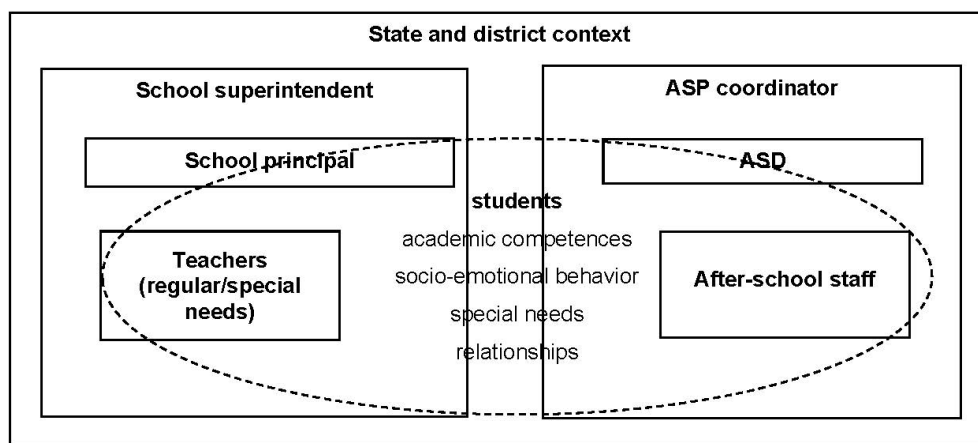 State and district context
School superintendent
ASP coordinator
School principal
ASD
students
academic competences
socio-emotional behavior
special needs
relationships
Teachers
(regular/special
needs)
After-school staff